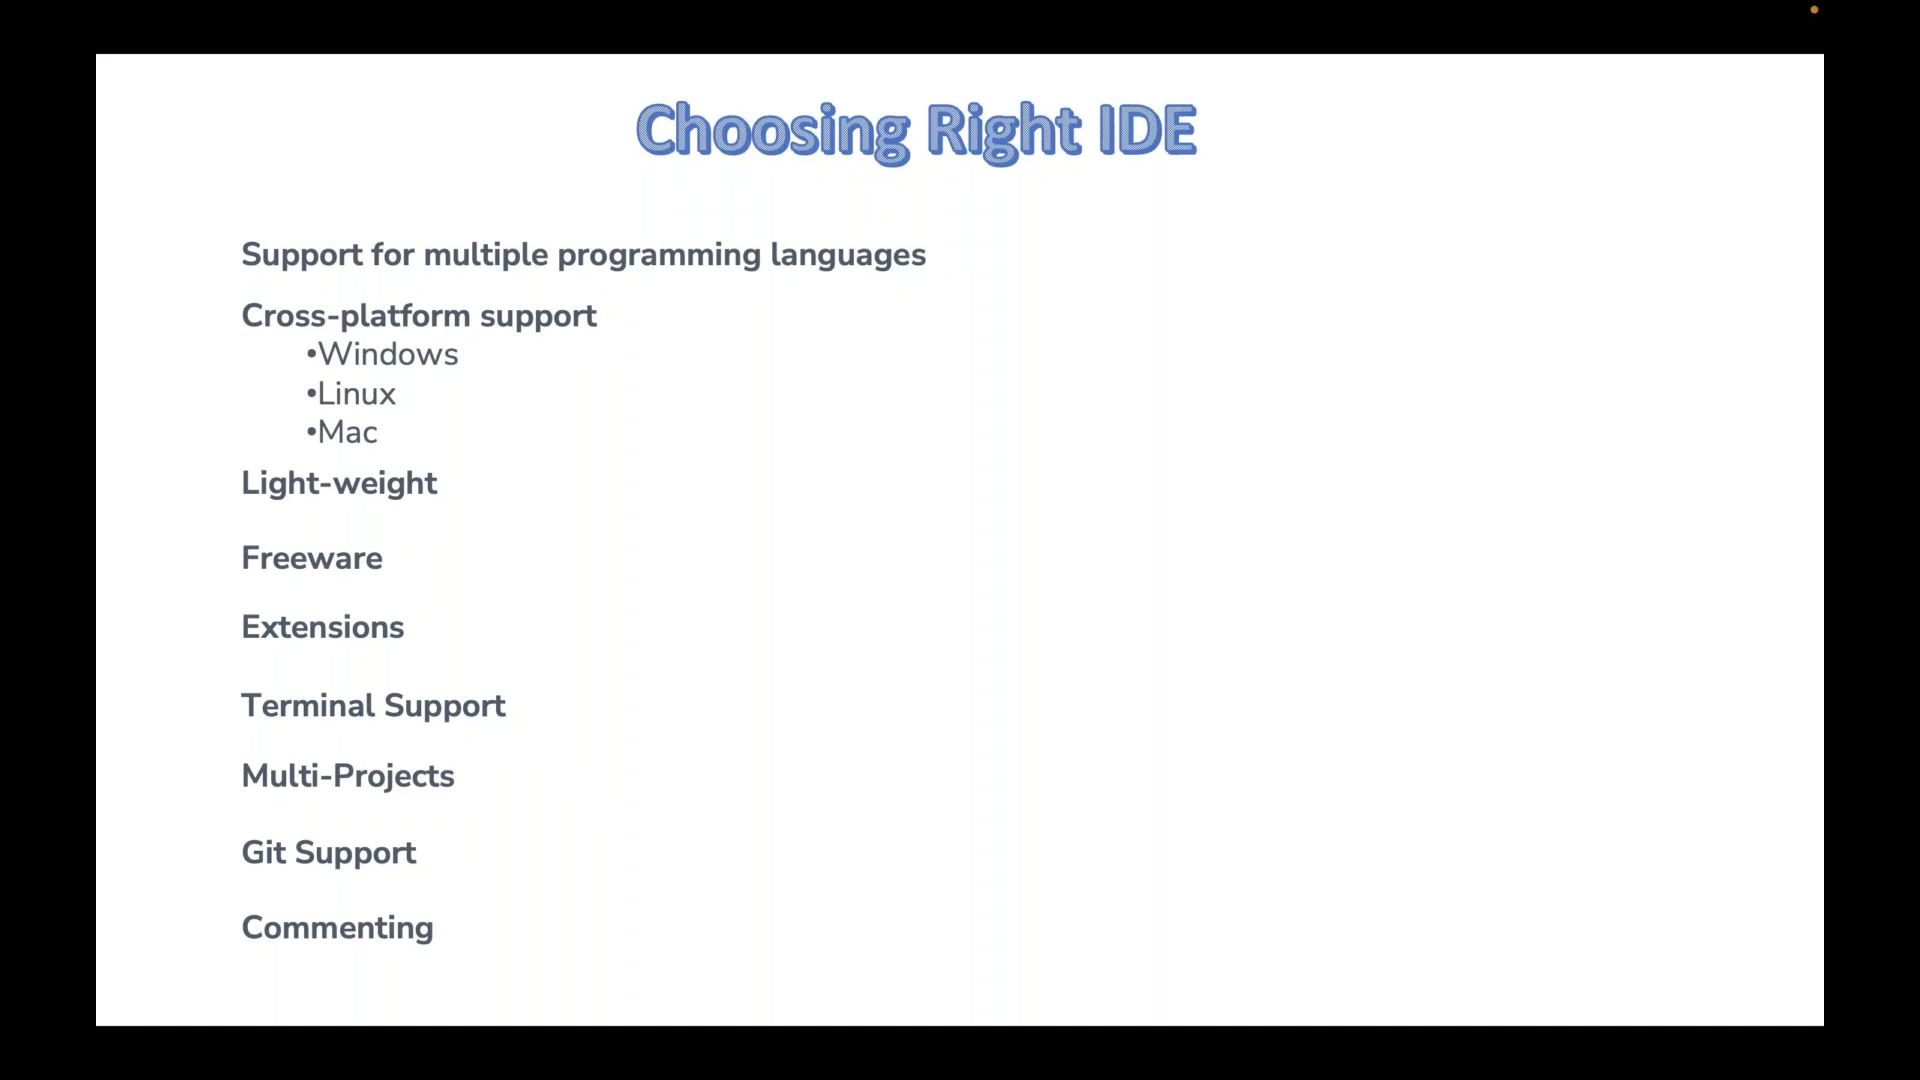 Choosing Right IDE
Support for multiple programming languages
Cross-platform support
•Windows
•Linux
•Mac
Light-weight
Freeware
Extensions
Terminal Support
Multi-Projects
Git Support
Commenting